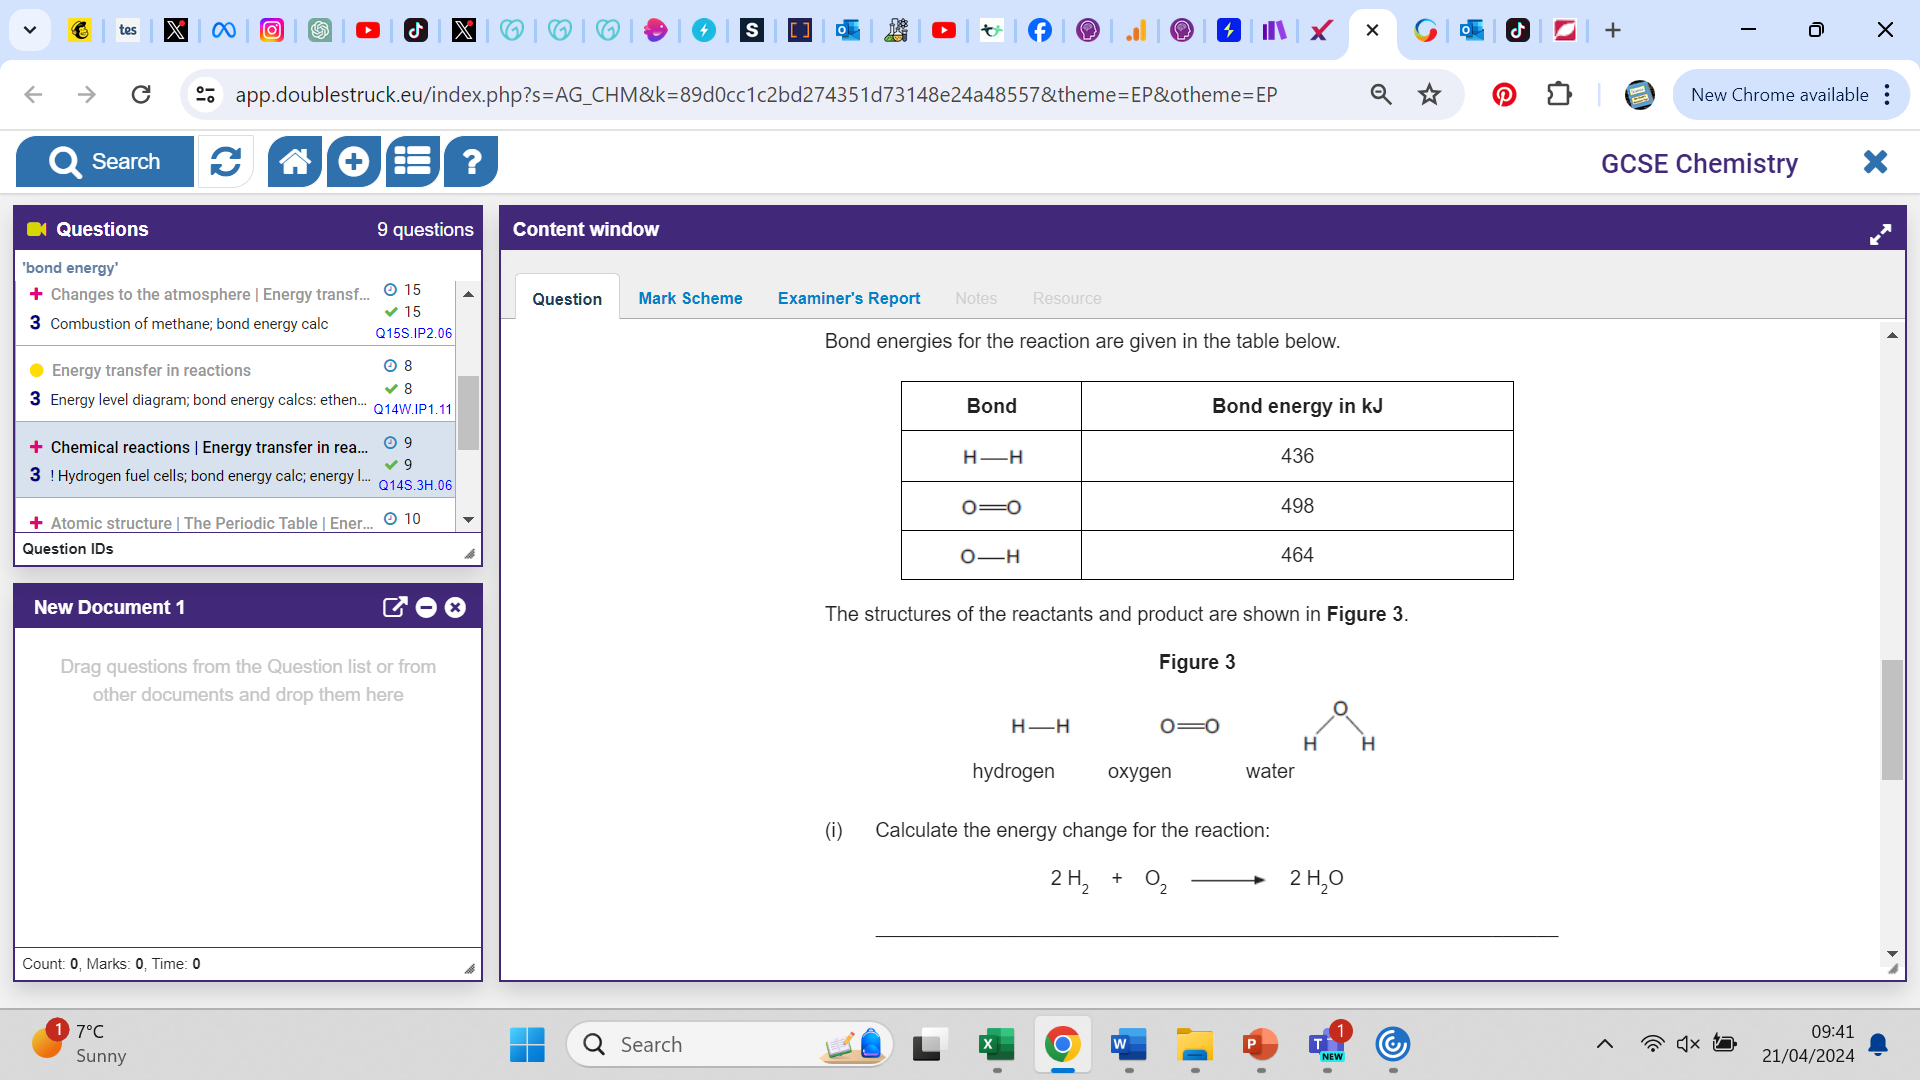 tes
app.doublestruck.eu/index.php?s=AG_CHM&k=89d0cc1c2bd274351d73148e24a48557&theme=EP&otheme=EP
New Chrome available
Search
GCSE Chemistry
Questions 9 questions
'bond energy'
Changes to the atmosphere | Energy transf... 15
15
3 Combustion of methane; bond energy calc
Q15S.IP2.06
Energy transfer in reactions 8
8
3 Energy level diagram; bond energy calcs: ethen...
Q14W.IP1.11
Chemical reactions | Energy transfer in rea... 9
9
3 ! Hydrogen fuel cells; bond energy calc; energy l...
Q14S.3H.06
Atomic structure | The Periodic Table | Ener... 10
Question IDs
New Document 1
Drag questions from the Question list or from
other documents and drop them here
Count: 0, Marks: 0, Time: 0
Content window
Question Mark Scheme Examiner's Report Notes Resource
Bond energies for the reaction are given in the table below.
Bond Bond energy in kJ
H—H 436
O=O 498
O—H 464
The structures of the reactants and product are shown in Figure 3.
Figure 3
H—H O=O O
H H
hydrogen oxygen water
(i) Calculate the energy change for the reaction:
2 H2 + O2 → 2 H2O
1 7°C
Sunny
Search
1
NEW
09:41
21/04/2024